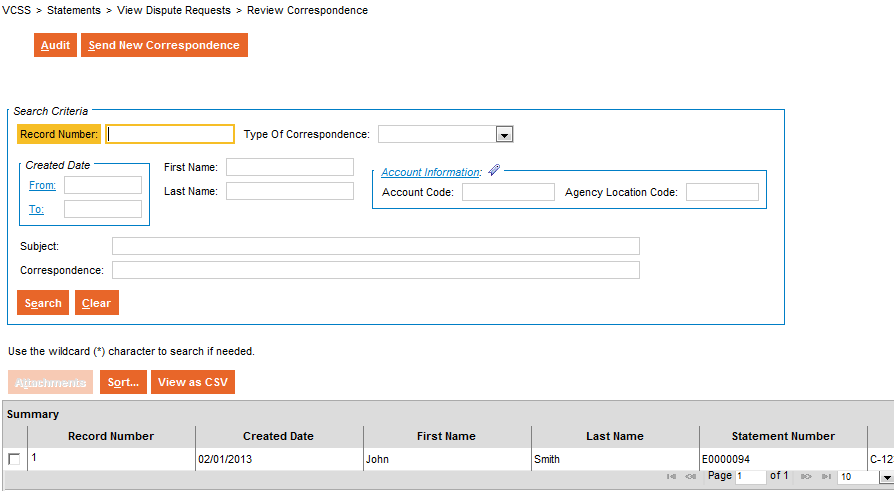 VCSS > Statements > View Dispute Requests > Review Correspondence
Audit Send New Correspondence
Search Criteria
Record Number: Type Of Correspondence:
Created Date
From:
To:
First Name:
Last Name:
Account Information:
Account Code: Agency Location Code:
Subject:
Correspondence:
Search Clear
Use the wildcard (*) character to search if needed.
Attachments Sort... View as CSV
Summary
Record Number Created Date First Name Last Name Statement Number
1 02/01/2013 John Smith E0000094 C-12
Page 1 of 1 10